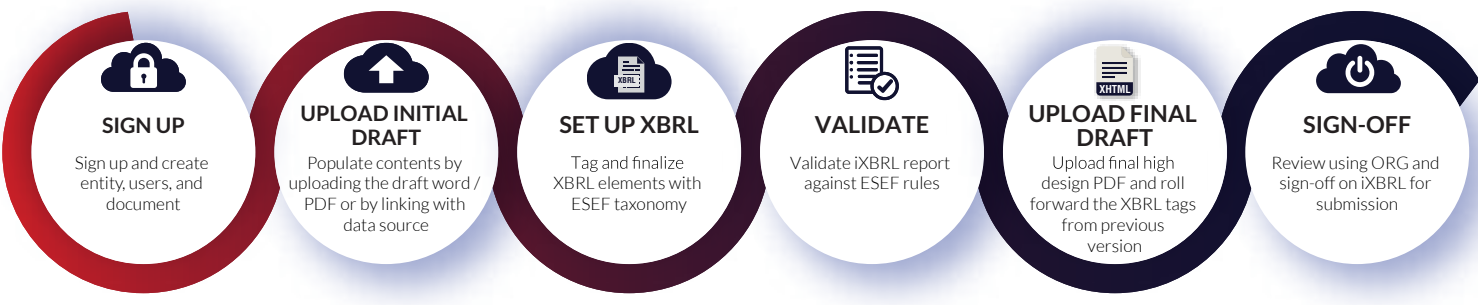 SIGN UP
Sign up and create
entity, users, and
document
UPLOAD INITIAL
DRAFT
Populate contents by
uploading the draft word /
PDF or by linking with
data source
XBRL
SET UP XBRL
Tag and finalize
XBRL elements with
ESEF taxonomy
VALIDATE
Validate iXBRL report
against ESEF rules
XHTML
UPLOAD FINAL
DRAFT
Upload final high
design PDF and roll
forward the XBRL tags
from previous
version
SIGN-OFF
Review using ORG and
sign-off on iXBRL for
submission